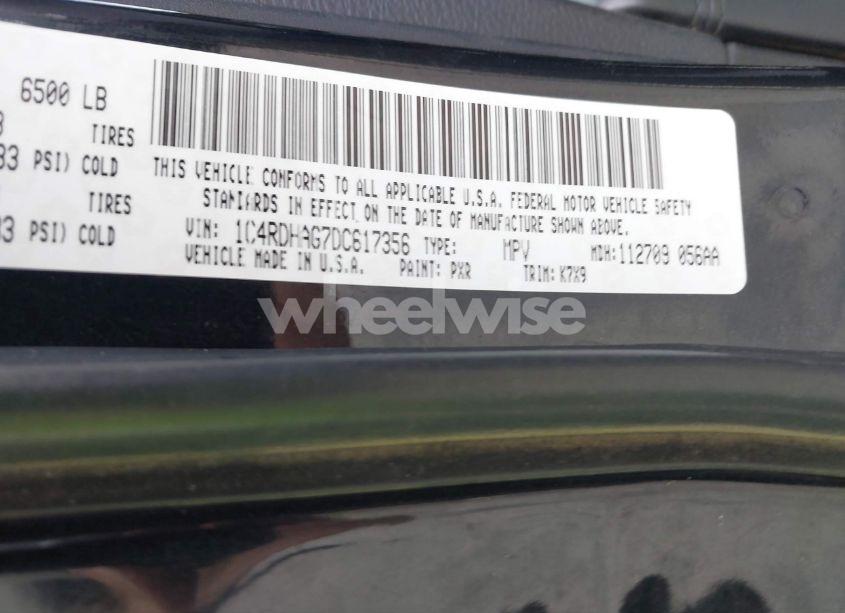 6500 LB
TIRES
33 PSI) COLD
TIRES
33 PSI) COLD
THIS VEHICLE CONFORMS TO ALL APPLICABLE U.S.A. FEDERAL MOTOR VEHICLE SAFETY
STANDARDS IN EFFECT ON THE DATE OF MANUFACTURE SHOWN ABOVE.
VIN: 1C4RDHAG7DC617356 TYPE: MPV MDH:112709 056AA
VEHICLE MADE IN U.S.A. PAINT: PXR TRIM: K7X9
wheelwise